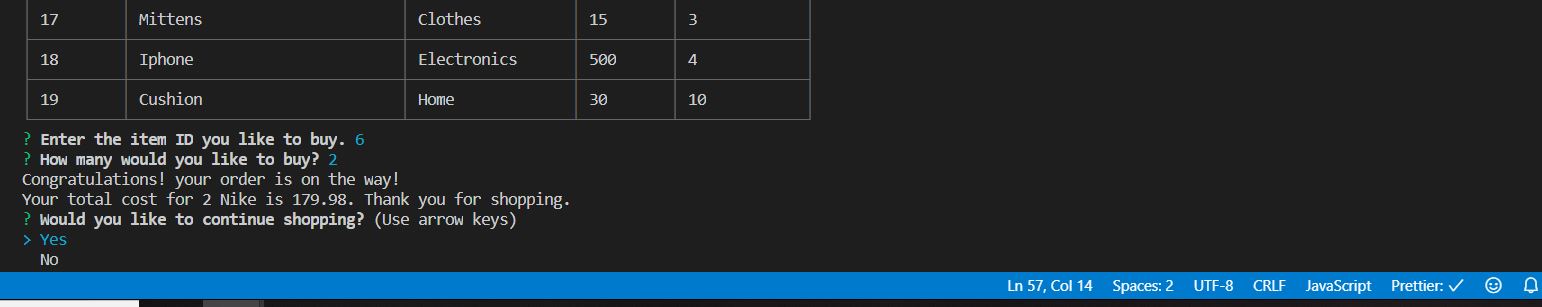 17 Mittens Clothes 15 3
18 Iphone Electronics 500 4
19 Cushion Home 30 10
? Enter the item ID you like to buy. 6
? How many would you like to buy? 2
Congratulations! your order is on the way!
Your total cost for 2 Nike is 179.98. Thank you for shopping.
? Would you like to continue shopping? (Use arrow keys)
> Yes
No
Ln 57, Col 14 Spaces: 2 UTF-8 CRLF JavaScript Prettier: ✓